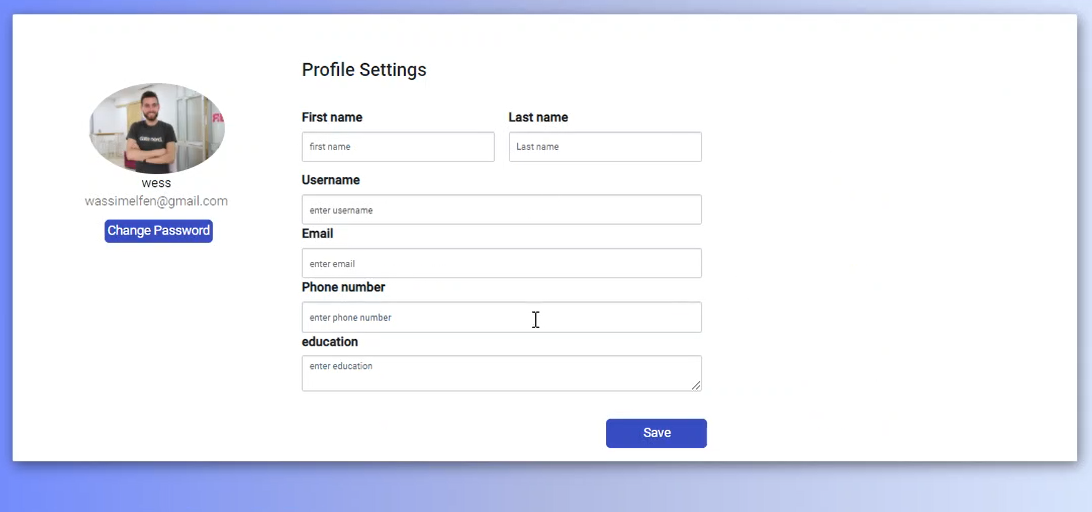 Profile Settings
First name
Last name
first name
Last name
wess
wassimelfen@gmail.com
Change Password
Username
enter username
Email
enter email
Phone number
enter phone number
education
enter education
Save